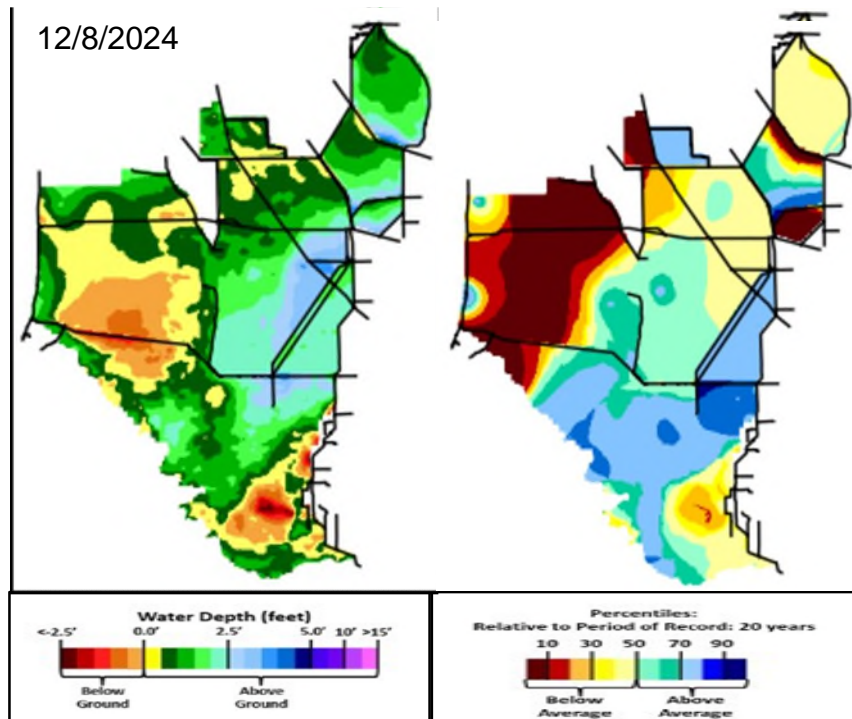 12/8/2024
Water Depth (feet)
<-2.5' 0.0' 2.5' 5.0' 10' >15'
Below Ground
Above Ground
Percentiles:
Relative to Period of Record: 20 years
10 30 50 70 90
Below Average
Above Average